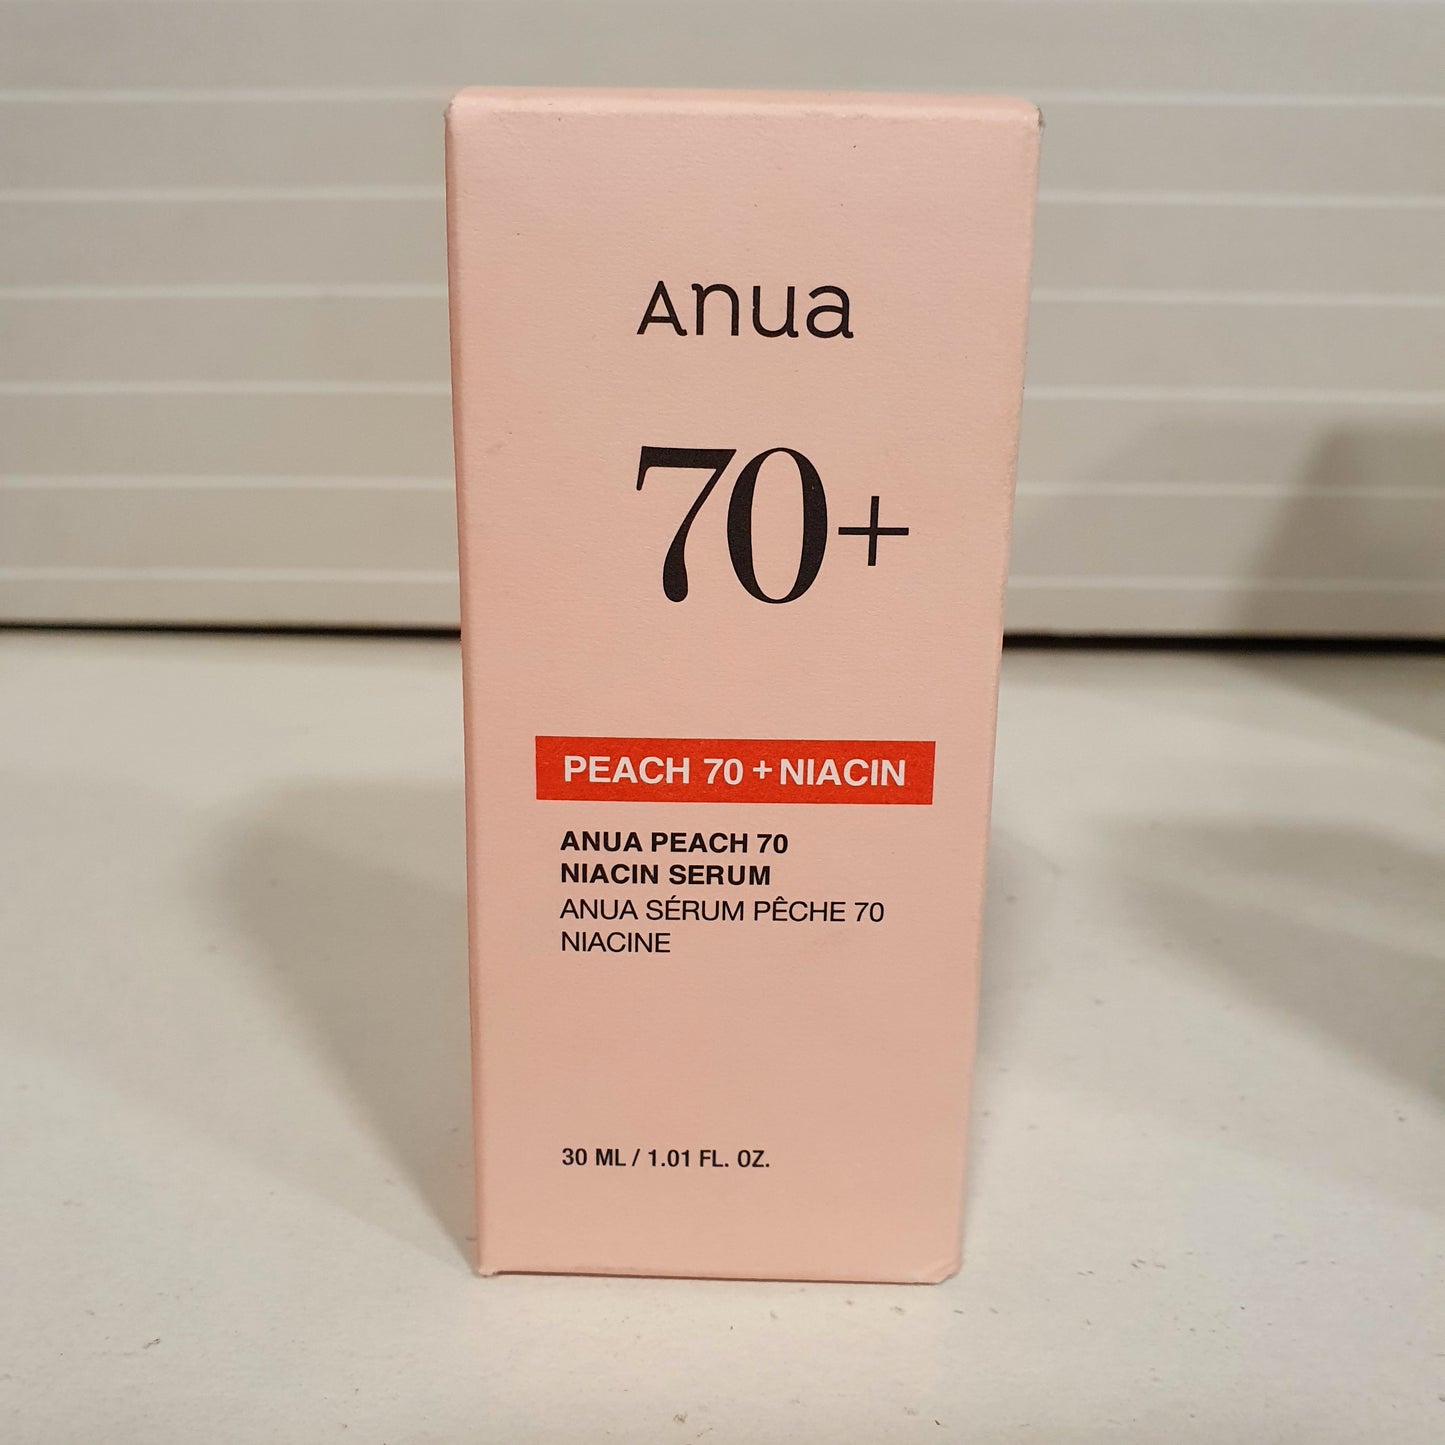 Anua
70+
PEACH 70 + NIACIN
ANUA PEACH 70
NIACIN SERUM
ANUA SÉRUM PÊCHE 70
NIACINE
30 ML / 1.01 FL. OZ.